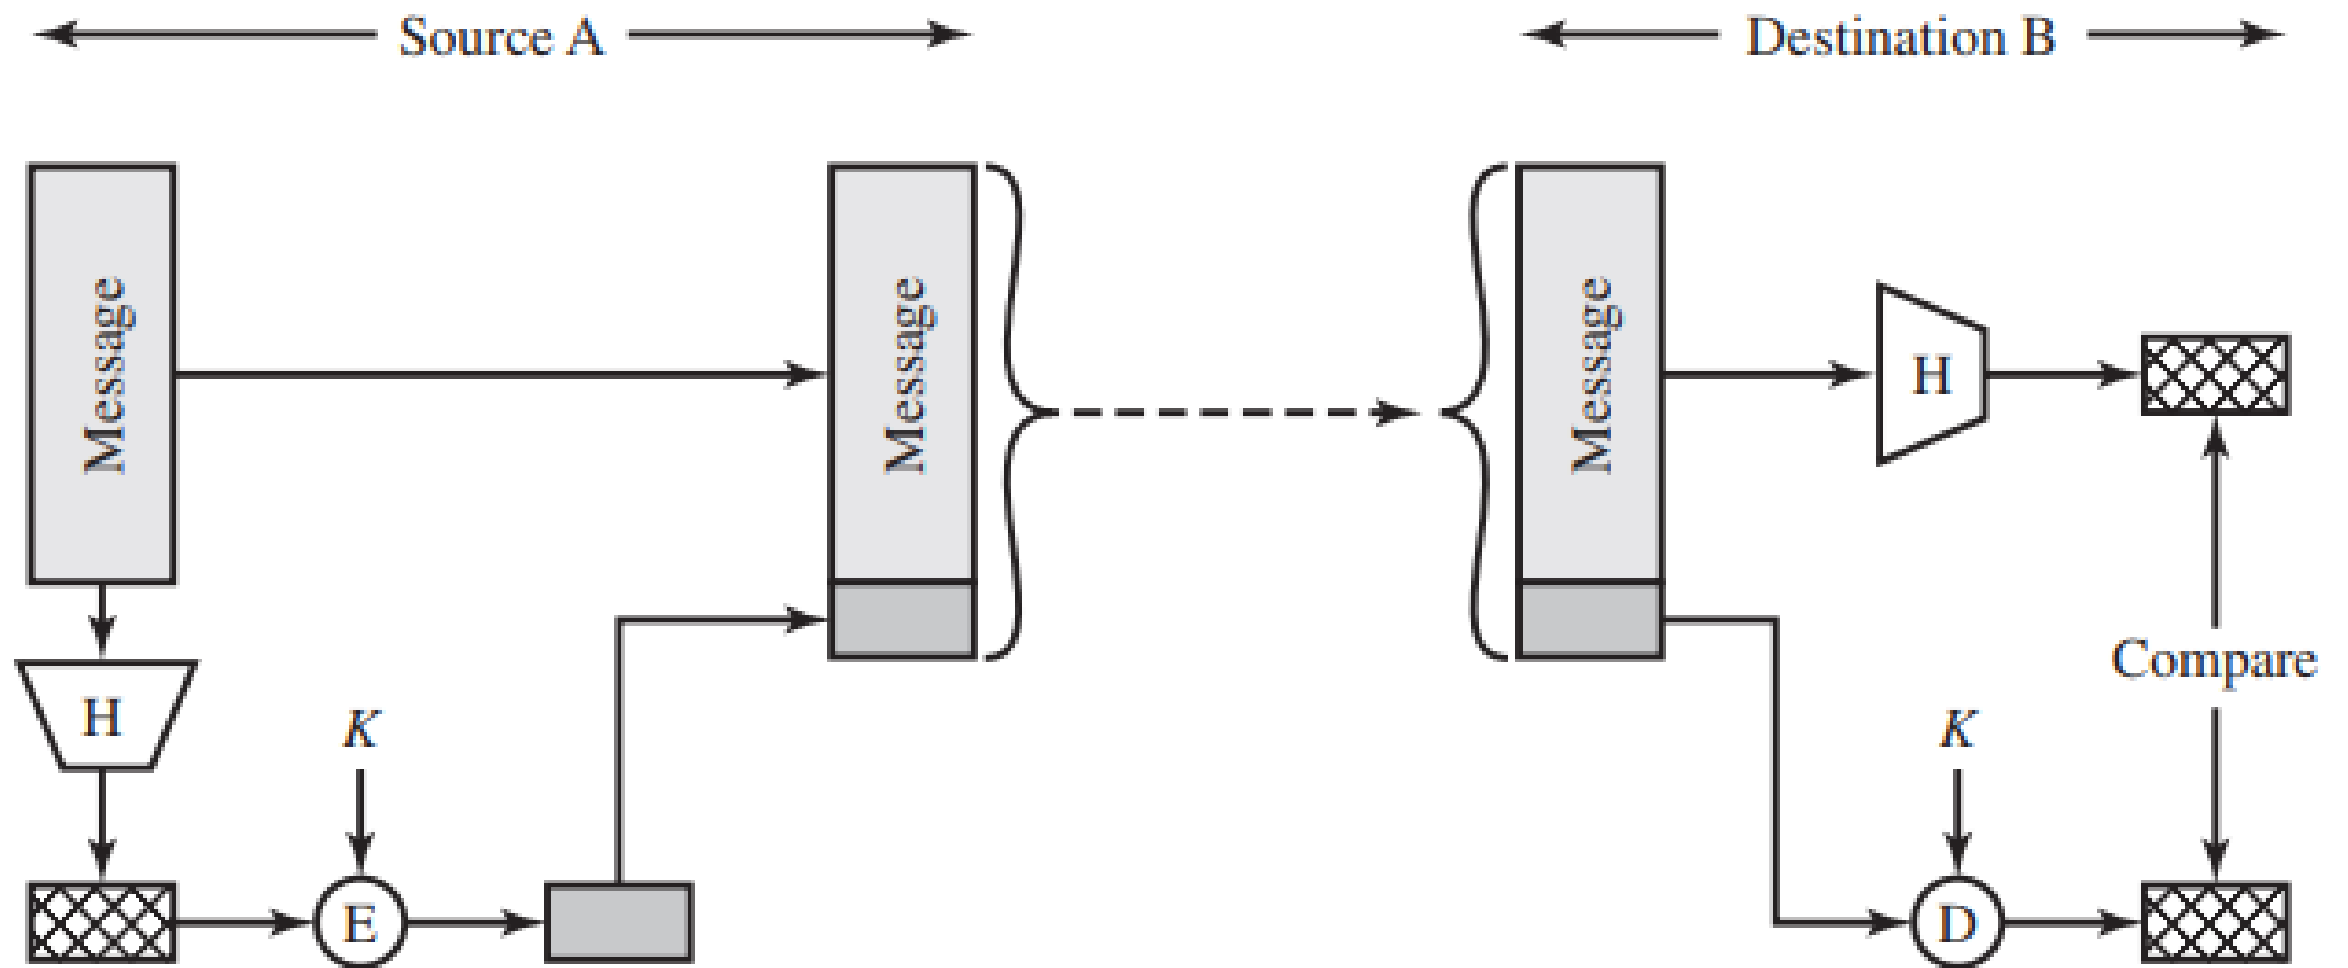 Source A
Destination B
Message
Message
Message
H
Compare
H
K
K
E
D